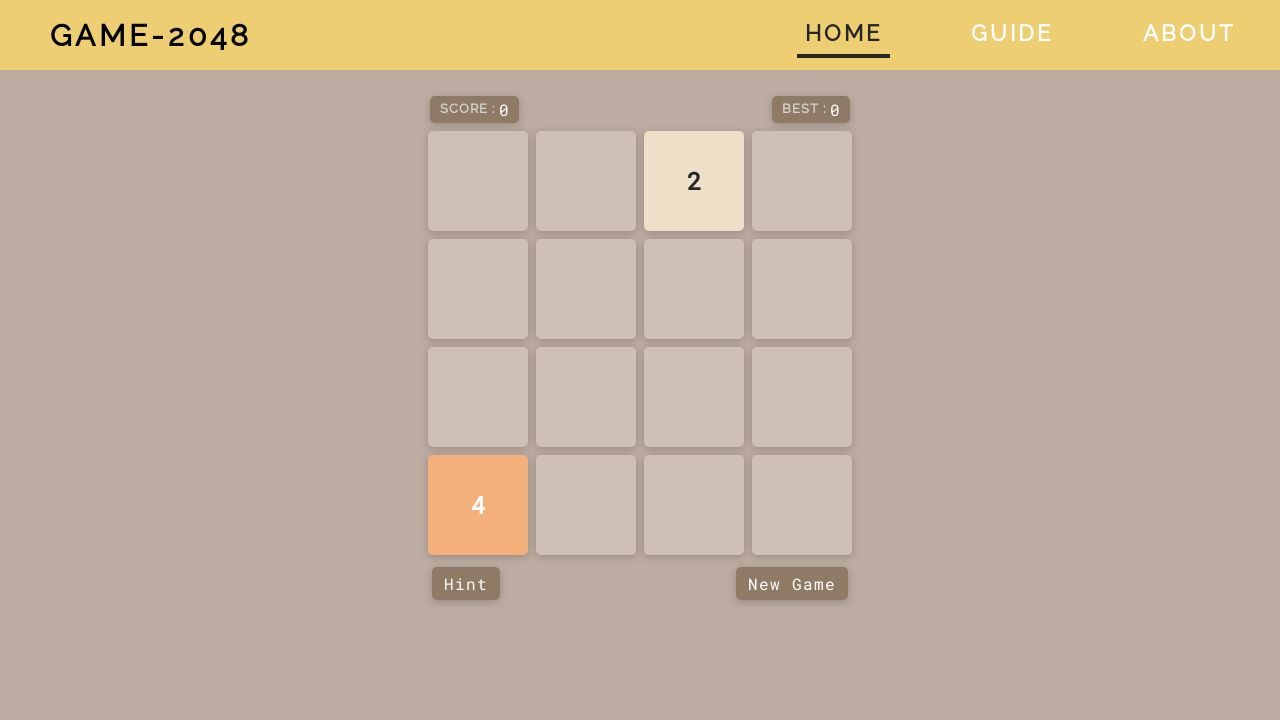 GAME-2048
HOME GUIDE ABOUT
SCORE : 0
BEST : 0
2
4
Hint
New Game